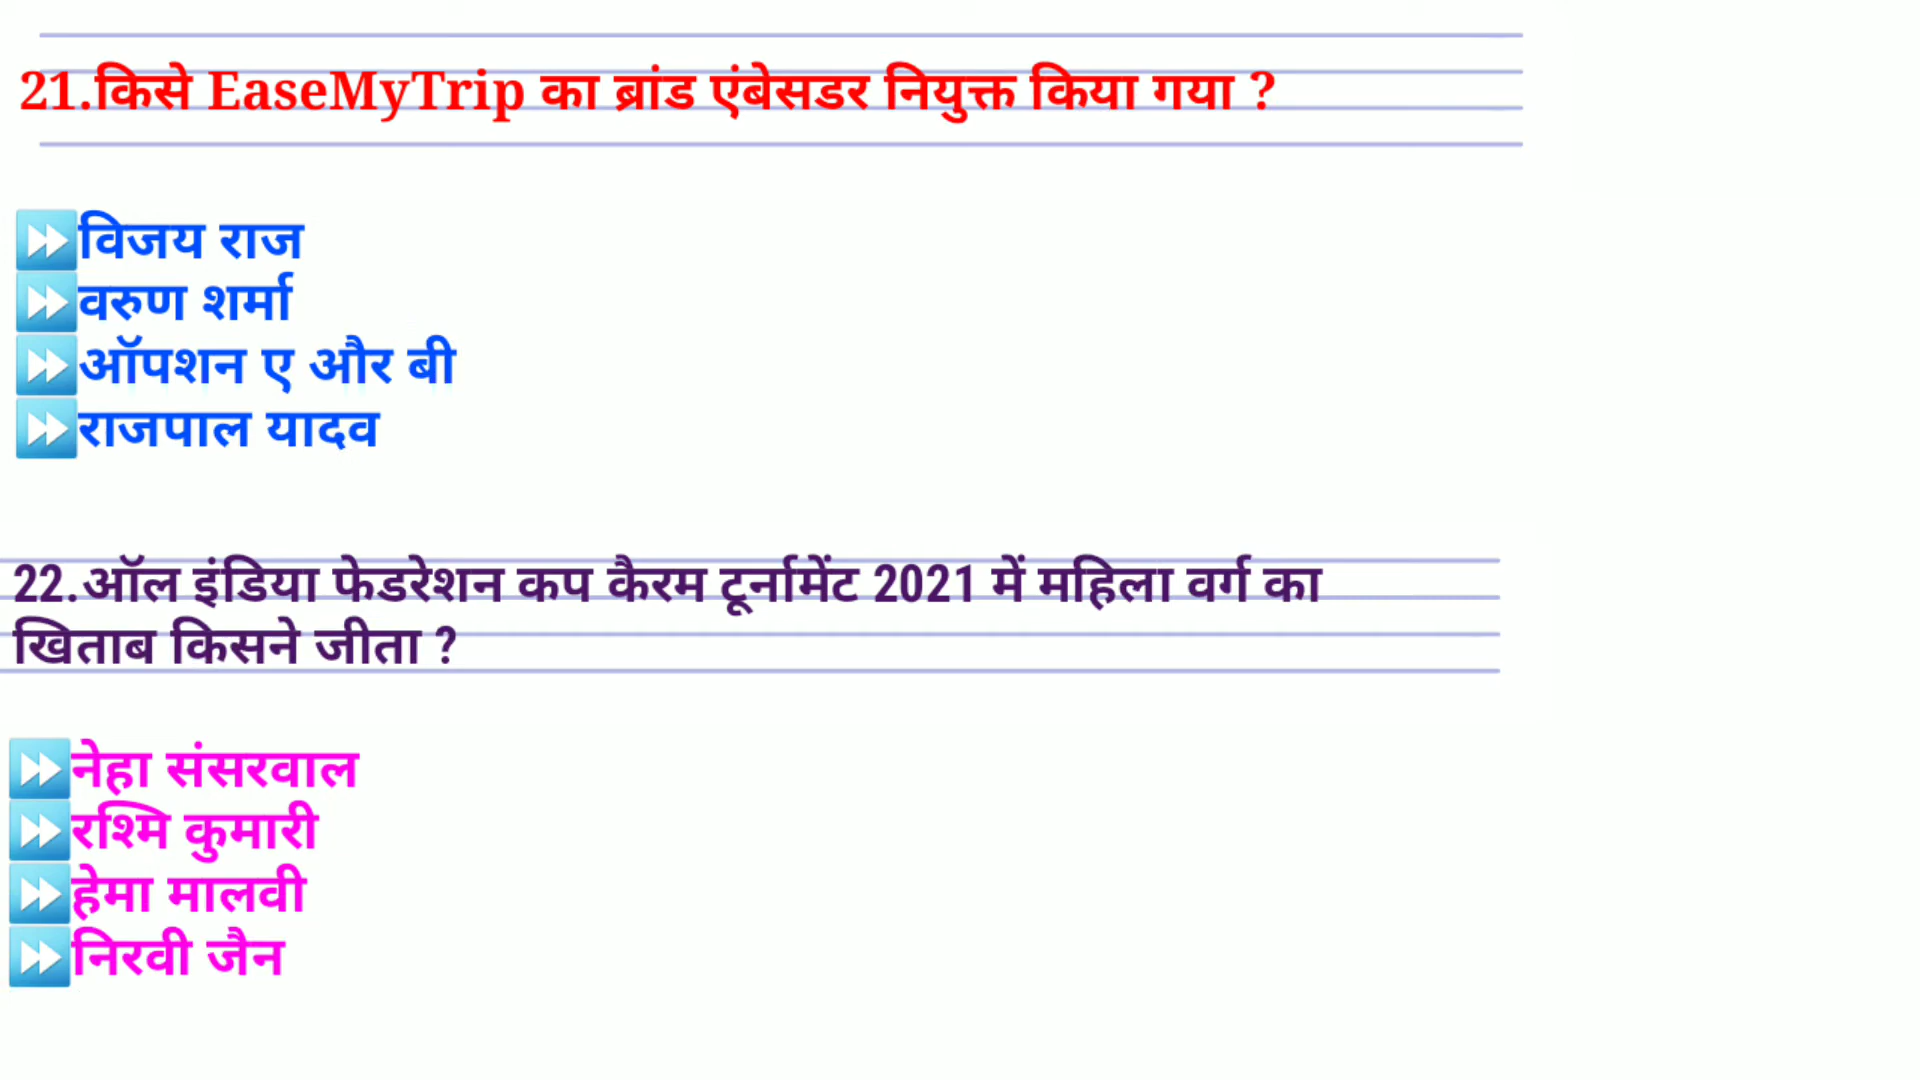 21.किसे EaseMyTrip का ब्रांड एंबेसडर नियुक्त किया गया ?
⏩विजय राज
⏩वरुण शर्मा
⏩ऑपशन ए और बी
⏩राजपाल यादव
22.ऑल इंडिया फेडरेशन कप कैरम टूर्नामेंट 2021 में महिला वर्ग का
खिताब किसने जीता ?
⏩नेहा संसरवाल
⏩रश्मि कुमारी
⏩हेमा मालवी
⏩निरवी जैन